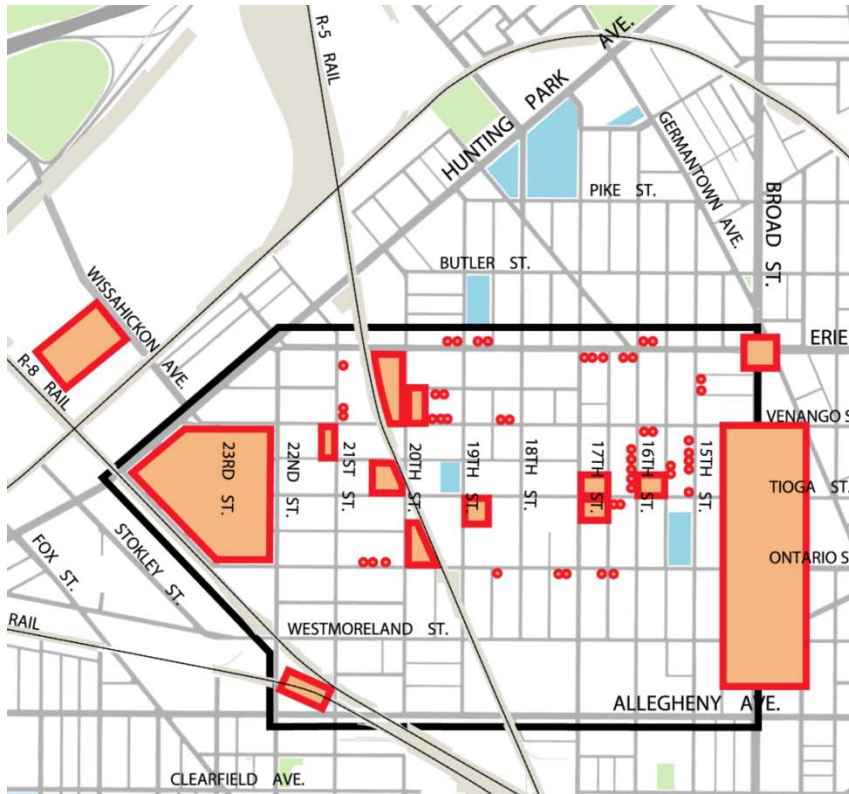 R-5 RAIL
HUNTING PARK AVE.
GERMANTOWN AVE.
PIKE ST.
BROAD ST.
BUTLER ST.
WISSAHICKON AVE.
R-8 RAIL
ERIE
VENANGO S
23RD ST.
22ND ST.
21ST ST.
20TH ST.
19TH ST.
18TH ST.
17TH ST.
16TH ST.
15TH ST.
TIOGA ST.
FOX ST.
STOKLEY ST.
ONTARIO S
RAIL
WESTMORELAND ST.
ALLEGHENY AVE.
CLEARFIELD AVE.